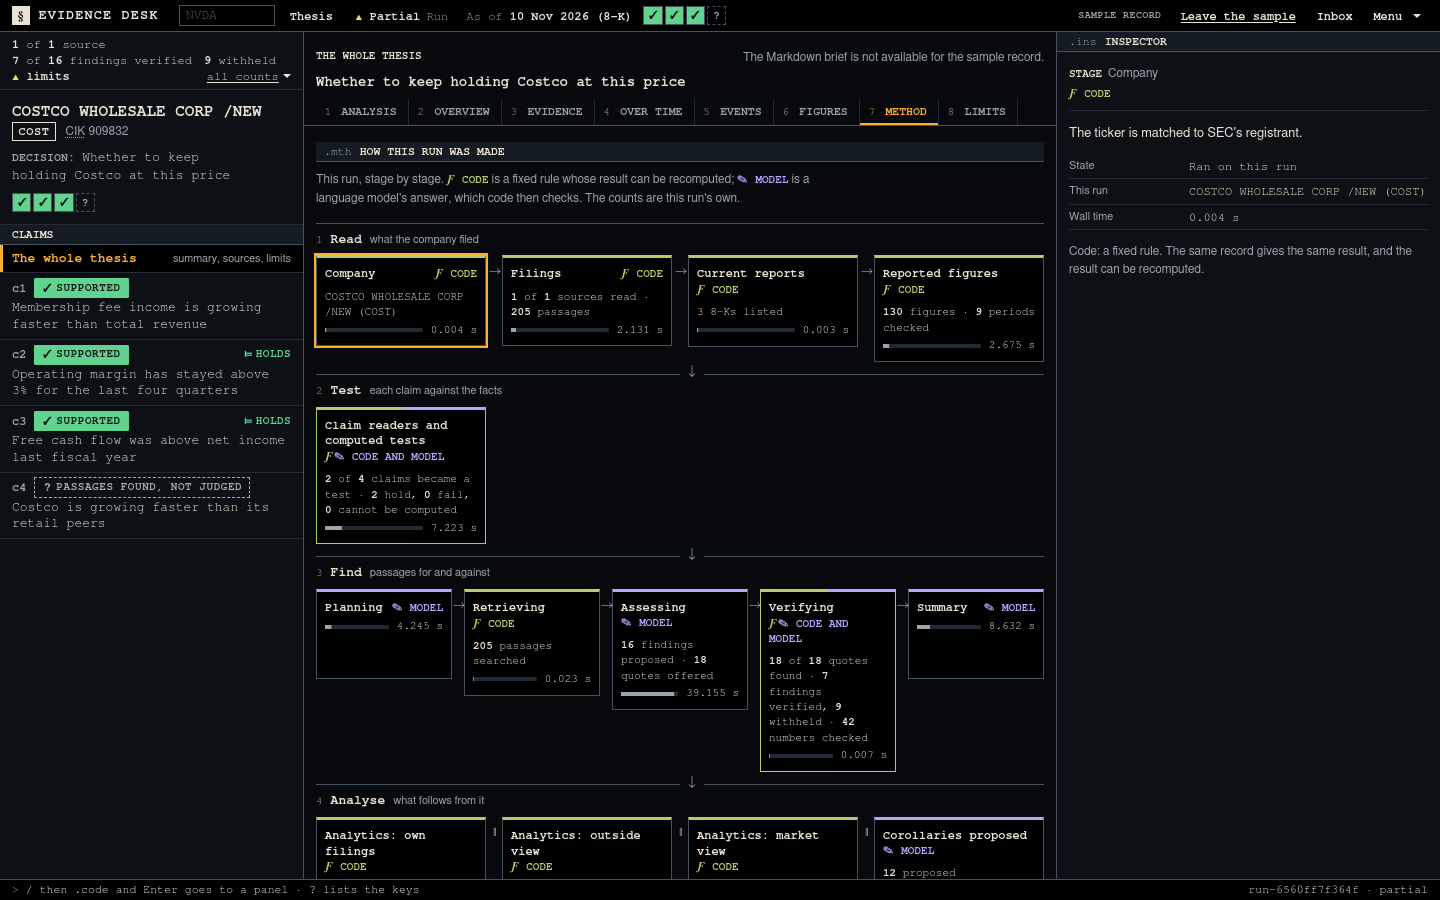 § EVIDENCE DESK NVDA Thesis ▲ Partial Run As of 10 Nov 2026 (8-K) ✓ ✓ ✓ ? SAMPLE RECORD Leave the sample Inbox Menu
1 of 1 source
7 of 16 findings verified 9 withheld
▲ limits all counts
COSTCO WHOLESALE CORP /NEW
COST CIK 909832
DECISION: Whether to keep
holding Costco at this price
✓ ✓ ✓ ?
CLAIMS
The whole thesis summary, sources, limits
c1 ✓ SUPPORTED
Membership fee income is growing
faster than total revenue
c2 ✓ SUPPORTED ⊨ HOLDS
Operating margin has stayed above
3% for the last four quarters
c3 ✓ SUPPORTED ⊨ HOLDS
Free cash flow was above net income
last fiscal year
c4 ? PASSAGES FOUND, NOT JUDGED
Costco is growing faster than its
retail peers
THE WHOLE THESIS The Markdown brief is not available for the sample record.
Whether to keep holding Costco at this price
1 ANALYSIS 2 OVERVIEW 3 EVIDENCE 4 OVER TIME 5 EVENTS 6 FIGURES 7 METHOD 8 LIMITS
.mth HOW THIS RUN WAS MADE
This run, stage by stage. Ƒ CODE is a fixed rule whose result can be recomputed; ✎ MODEL is a
language model's answer, which code then checks. The counts are this run's own.
1 Read what the company filed
Company Ƒ CODE
COSTCO WHOLESALE CORP
/NEW (COST)
0.004 s
→
Filings Ƒ CODE
1 of 1 sources read ·
205 passages
2.131 s
→
Current reports
Ƒ CODE
3 8-Ks listed
0.003 s
→
Reported figures
Ƒ CODE
130 figures · 9 periods
checked
2.675 s
↓
2 Test each claim against the facts
Claim readers and
computed tests
Ƒ✎ CODE AND MODEL
2 of 4 claims became a
test · 2 hold, 0 fail,
0 cannot be computed
7.223 s
↓
3 Find passages for and against
Planning ✎ MODEL
4.245 s
→
Retrieving
Ƒ CODE
205 passages
searched
0.023 s
→
Assessing
✎ MODEL
16 findings
proposed · 18
quotes offered
39.155 s
→
Verifying
Ƒ✎ CODE AND
MODEL
18 of 18 quotes
found · 7
findings
verified, 9
withheld · 42
numbers checked
0.007 s
→
Summary ✎ MODEL
8.632 s
↓
4 Analyse what follows from it
Analytics: own
filings
Ƒ CODE
‖
Analytics: outside
view
Ƒ CODE
‖
Analytics: market
view
Ƒ CODE
‖
Corollaries proposed
✎ MODEL
12 proposed
.ins INSPECTOR
STAGE Company
Ƒ CODE
The ticker is matched to SEC's registrant.
State Ran on this run
This run COSTCO WHOLESALE CORP /NEW (COST)
Wall time 0.004 s
Code: a fixed rule. The same record gives the same result, and the
result can be recomputed.
> / then .code and Enter goes to a panel · ? lists the keys run-6560ff7f364f · partial